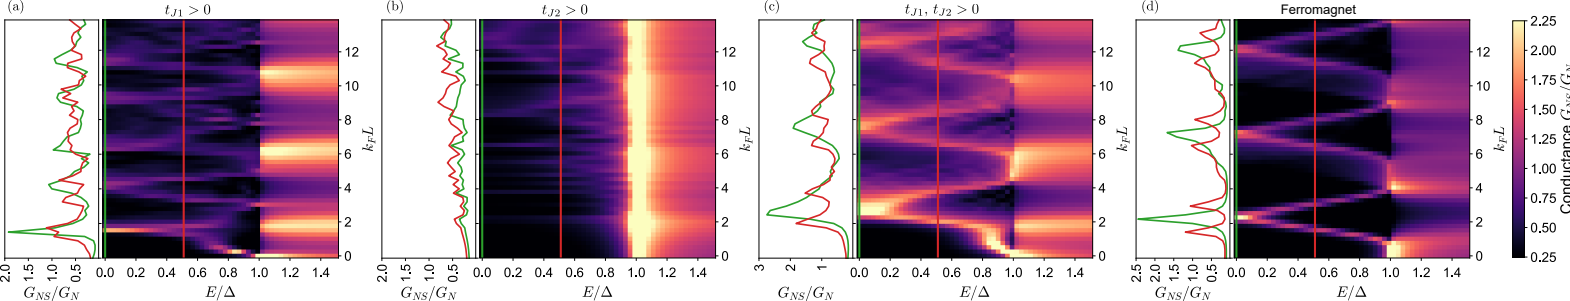 (a)
t_{J1} > 0
12
10
8
6
4
2
0
k_F L
2.0 1.5 1.0 0.5
0.0 0.2 0.4 0.6 0.8 1.0 1.2 1.4
G_{NS}/G_N
E/Δ
(b)
t_{J2} > 0
12
10
8
6
4
2
0
k_F L
2.0 1.5 1.0 0.5
0.0 0.2 0.4 0.6 0.8 1.0 1.2 1.4
G_{NS}/G_N
E/Δ
(c)
t_{J1}, t_{J2} > 0
12
10
8
6
4
2
0
k_F L
3 2 1
0.0 0.2 0.4 0.6 0.8 1.0 1.2 1.4
G_{NS}/G_N
E/Δ
(d)
Ferromagnet
12
10
8
6
4
2
0
k_F L
2.5 2.0 1.5 1.0 0.5
0.0 0.2 0.4 0.6 0.8 1.0 1.2 1.4
G_{NS}/G_N
E/Δ
2.25
2.00
1.75
1.50
1.25
1.00
0.75
0.50
0.25
Conductance G_{NS}/G_N